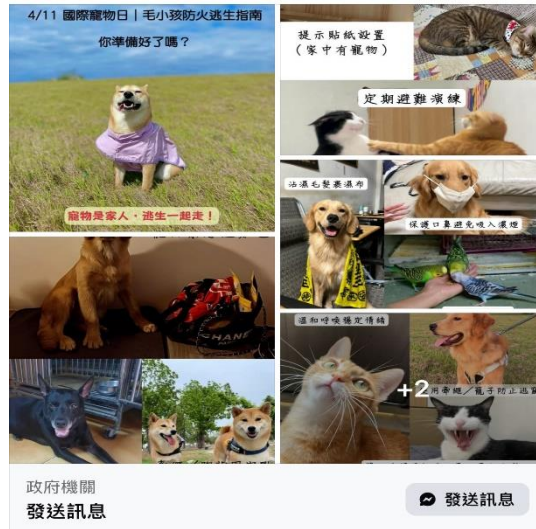 4/11 國際寵物日｜毛小孩防火逃生指南
你準備好了嗎？
寵物是家人，逃生一起走！
提示貼紙設置
（家中有寵物）
定期避難演練
沾濕毛髮裹濕布
保護口鼻避免吸入濃煙
CHANE
溫和呼喚穩定情緒
+2
用牽繩／籠子防止逃竄
政府機關
發送訊息
發送訊息